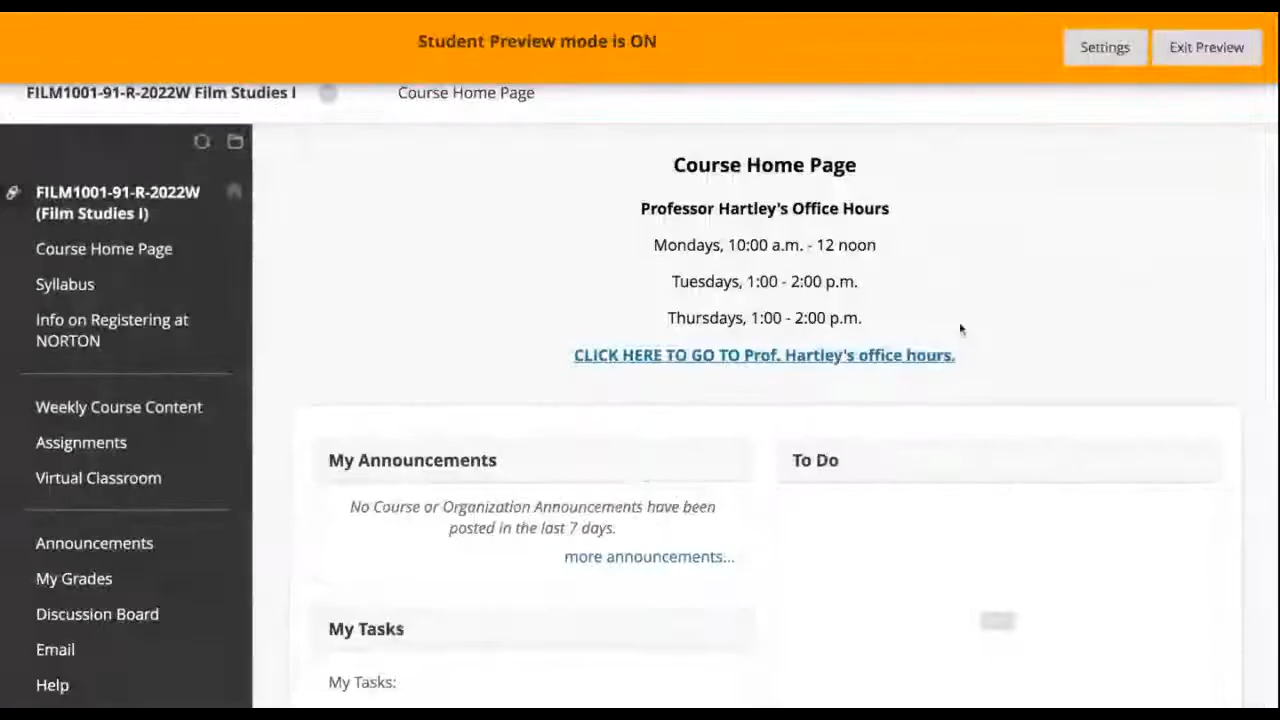 Student Preview mode is ON
Settings
Exit Preview
FILM1001-91-R-2022W Film Studies I
Course Home Page
FILM1001-91-R-2022W
(Film Studies I)
Course Home Page
Syllabus
Info on Registering at
NORTON
Weekly Course Content
Assignments
Virtual Classroom
Announcements
My Grades
Discussion Board
Email
Help
Course Home Page
Professor Hartley's Office Hours
Mondays, 10:00 a.m. - 12 noon
Tuesdays, 1:00 - 2:00 p.m.
Thursdays, 1:00 - 2:00 p.m.
CLICK HERE TO GO TO Prof. Hartley's office hours.
My Announcements
No Course or Organization Announcements have been
posted in the last 7 days.
more announcements...
My Tasks
My Tasks:
To Do